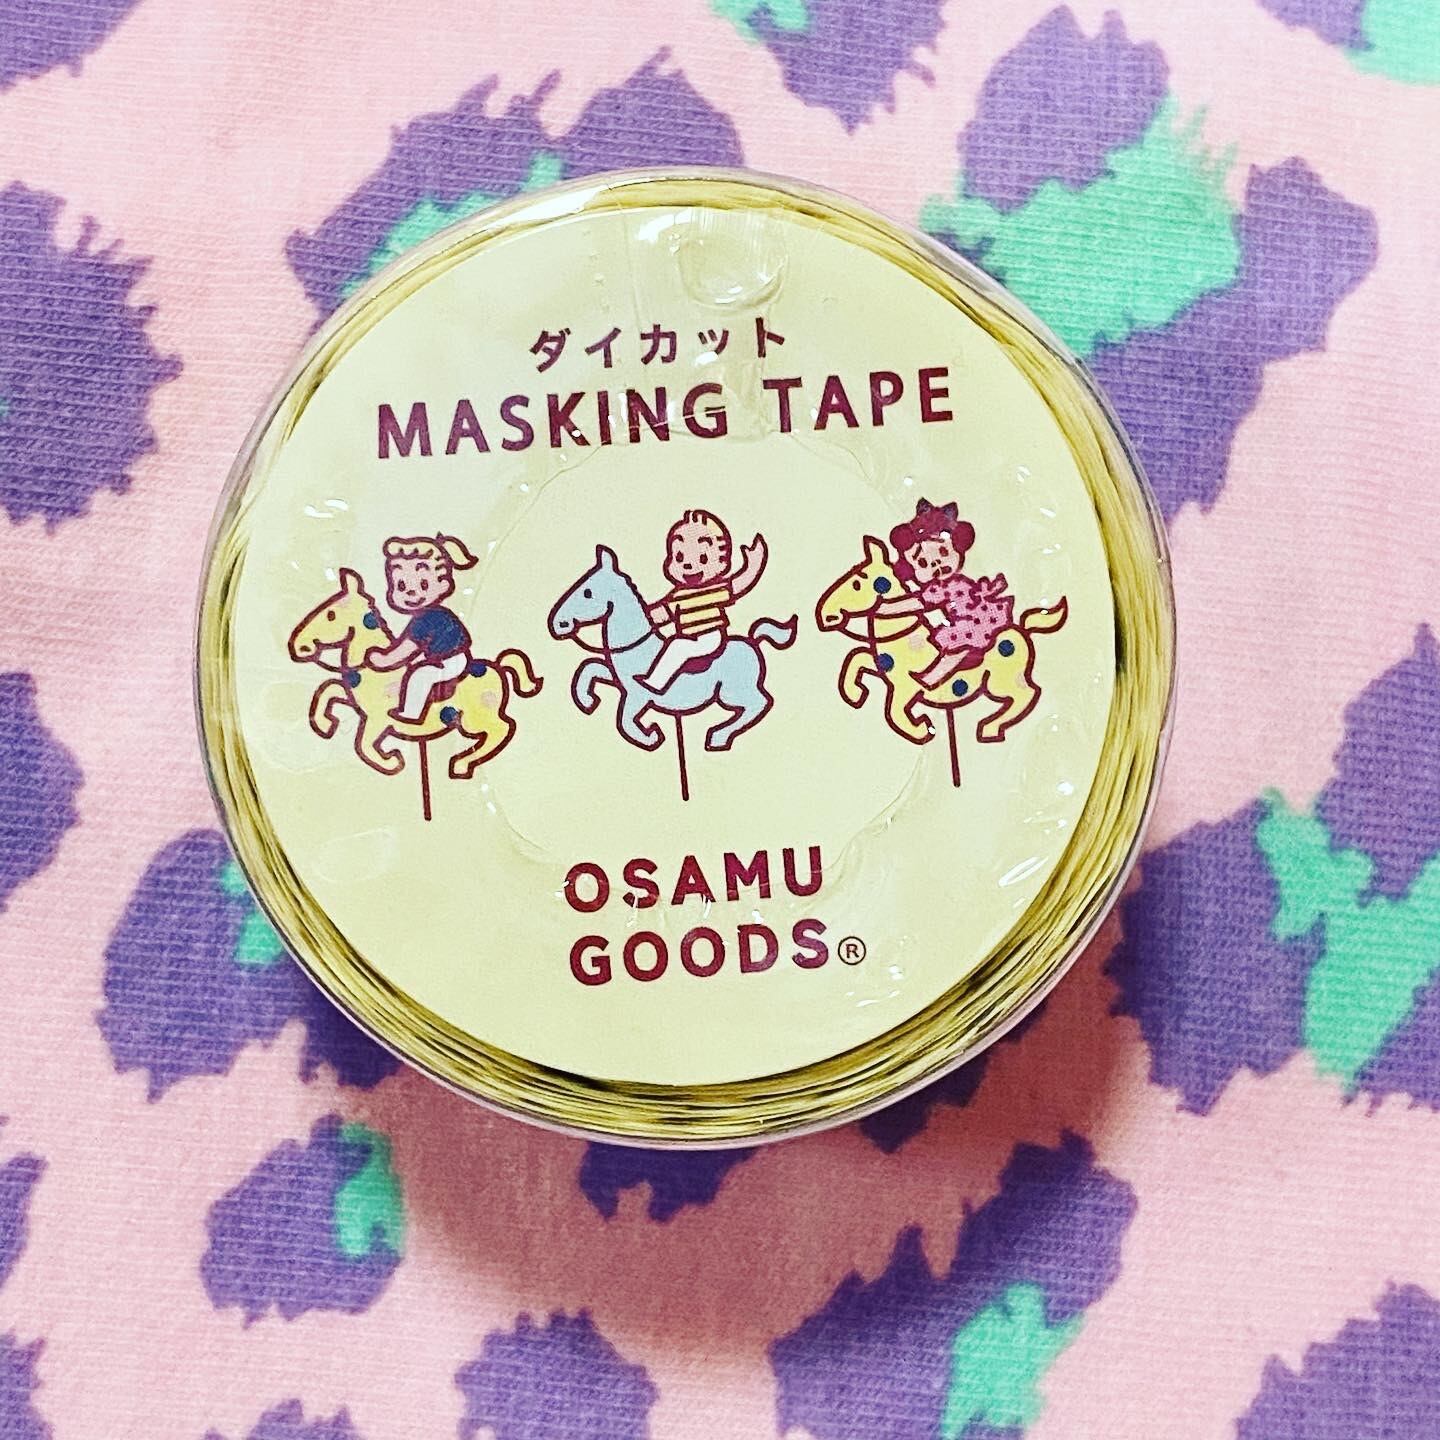 ダイカット
MASKING TAPE
OSAMU
GOODS®